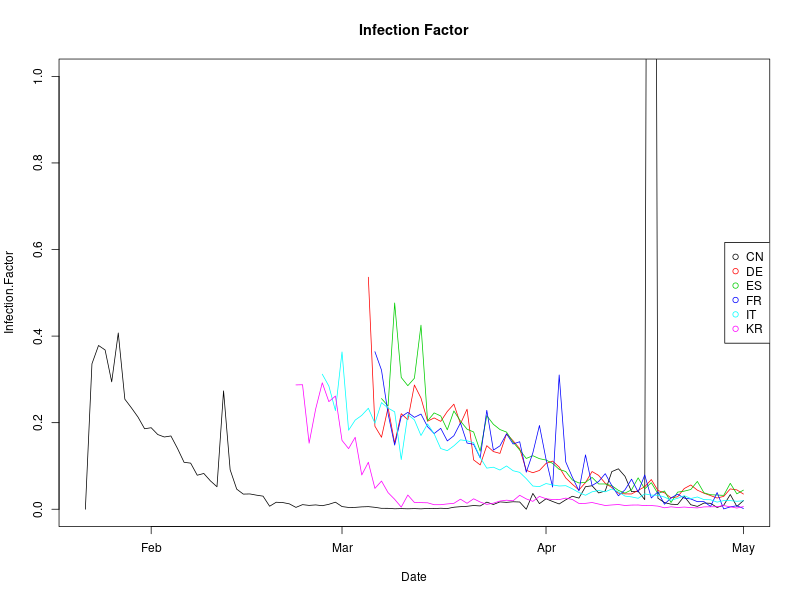 Infection Factor
Infection.Factor
1.0
0.8
0.6
0.4
0.2
0.0
CN
DE
ES
FR
IT
KR
Feb Mar Apr May
Date